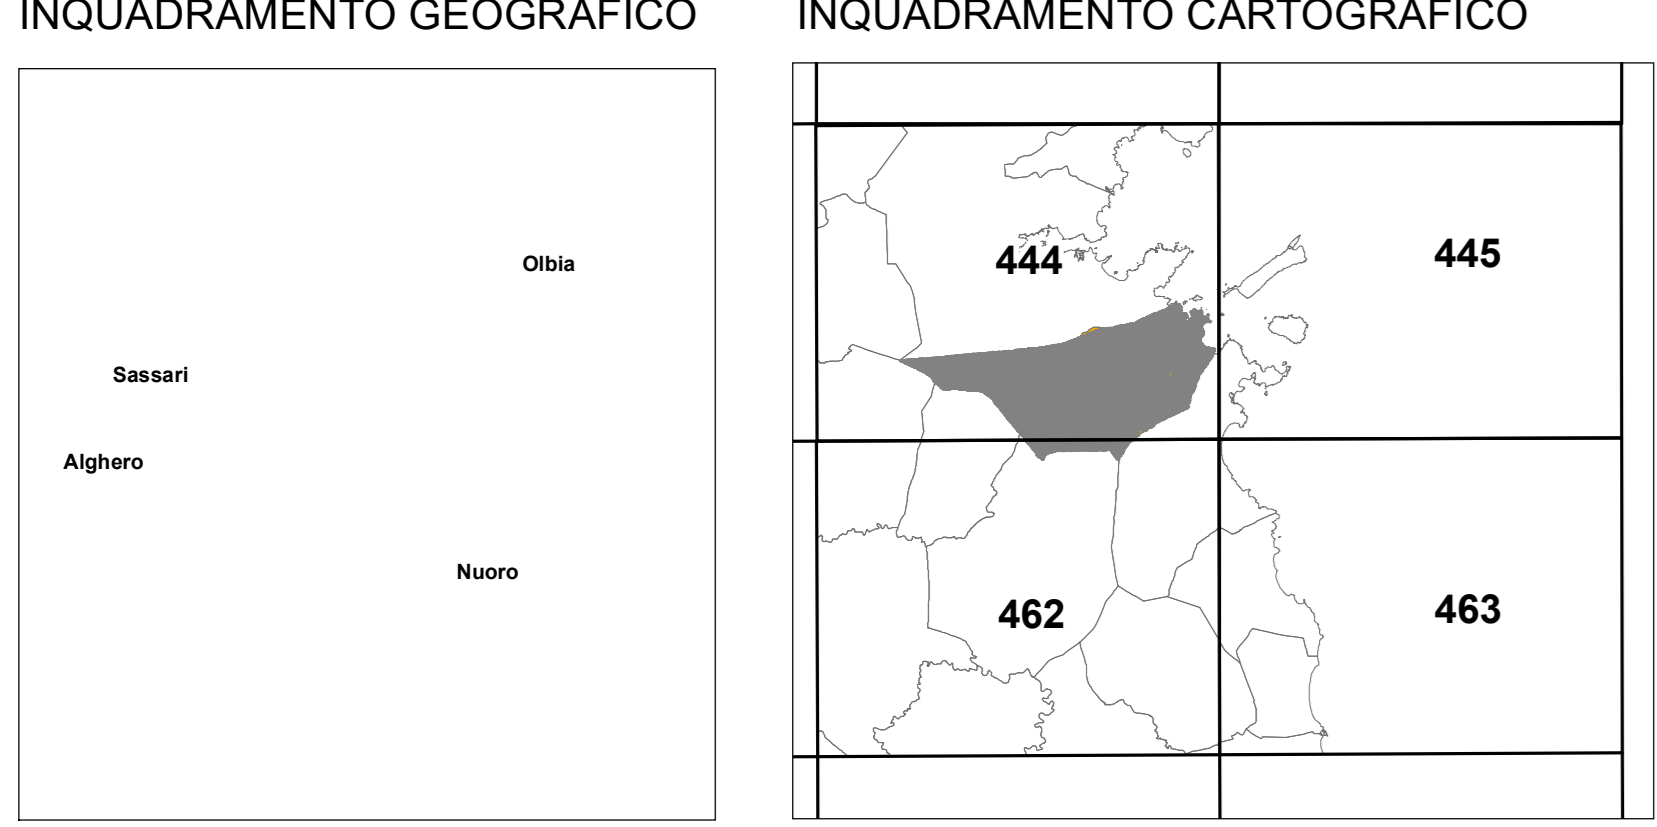 INQUADRAMENTO GEOGRAFICO
INQUADRAMENTO CARTOGRAFICO
Olbia
Sassari
Alghero
Nuoro
444
445
462
463